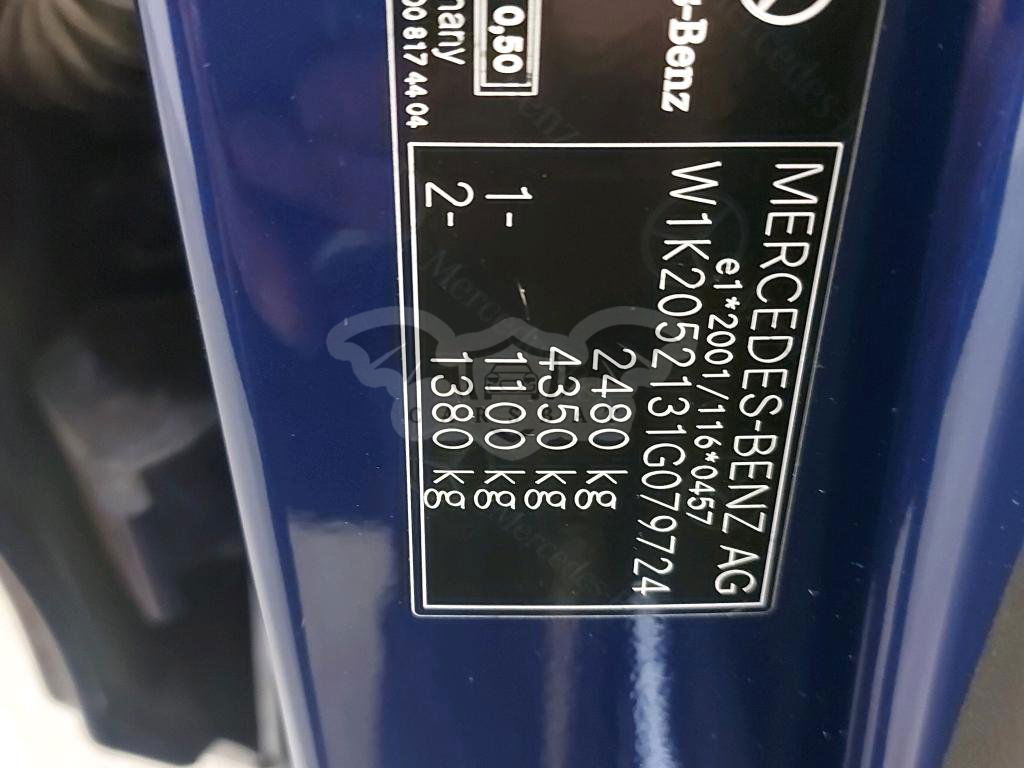 -Benz
0,50
many
00 817 44 04
MERCEDES-BENZ AG
e1*2001/116*0457
W1K2052131G079724
2480 kg
4350 kg
1- 1100 kg
2- 1380 kg